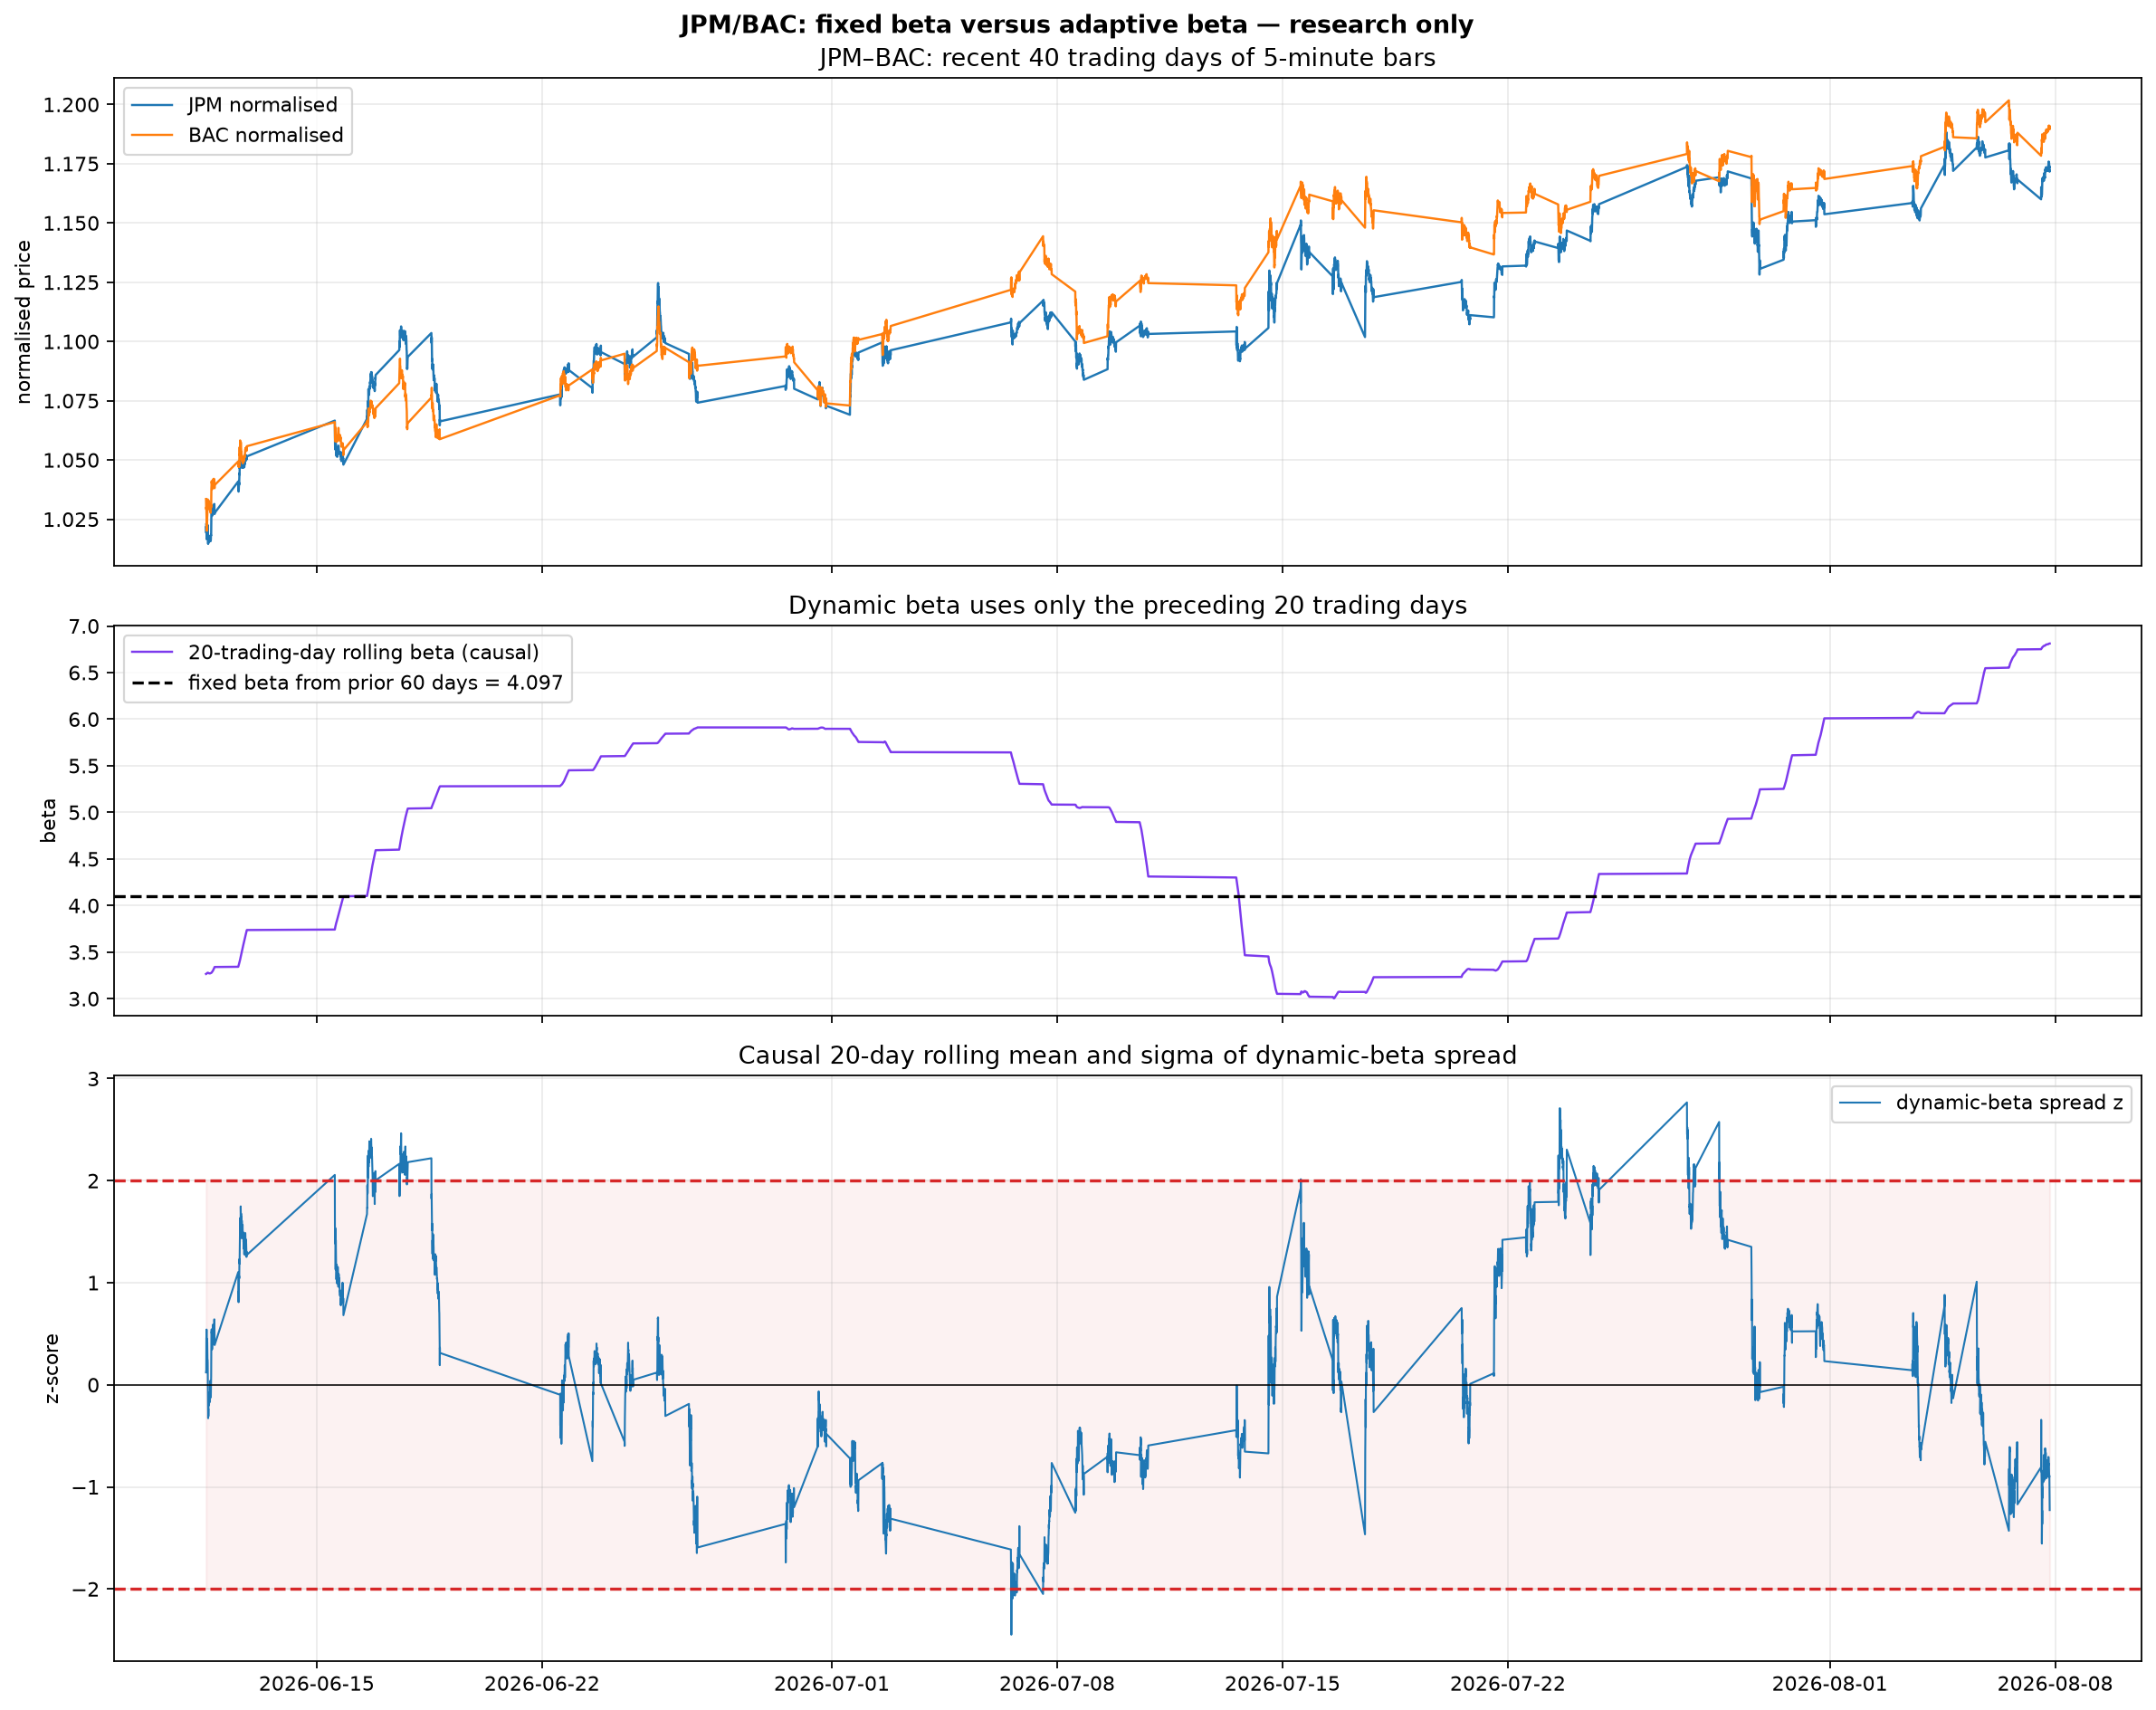 JPM/BAC: fixed beta versus adaptive beta — research only
JPM–BAC: recent 40 trading days of 5-minute bars
JPM normalised
BAC normalised
normalised price
1.200
1.175
1.150
1.125
1.100
1.075
1.050
1.025
Dynamic beta uses only the preceding 20 trading days
20-trading-day rolling beta (causal)
fixed beta from prior 60 days = 4.097
beta
7.0
6.5
6.0
5.5
5.0
4.5
4.0
3.5
3.0
Causal 20-day rolling mean and sigma of dynamic-beta spread
dynamic-beta spread z
z-score
3
2
1
0
−1
−2
2026-06-15
2026-06-22
2026-07-01
2026-07-08
2026-07-15
2026-07-22
2026-08-01
2026-08-08